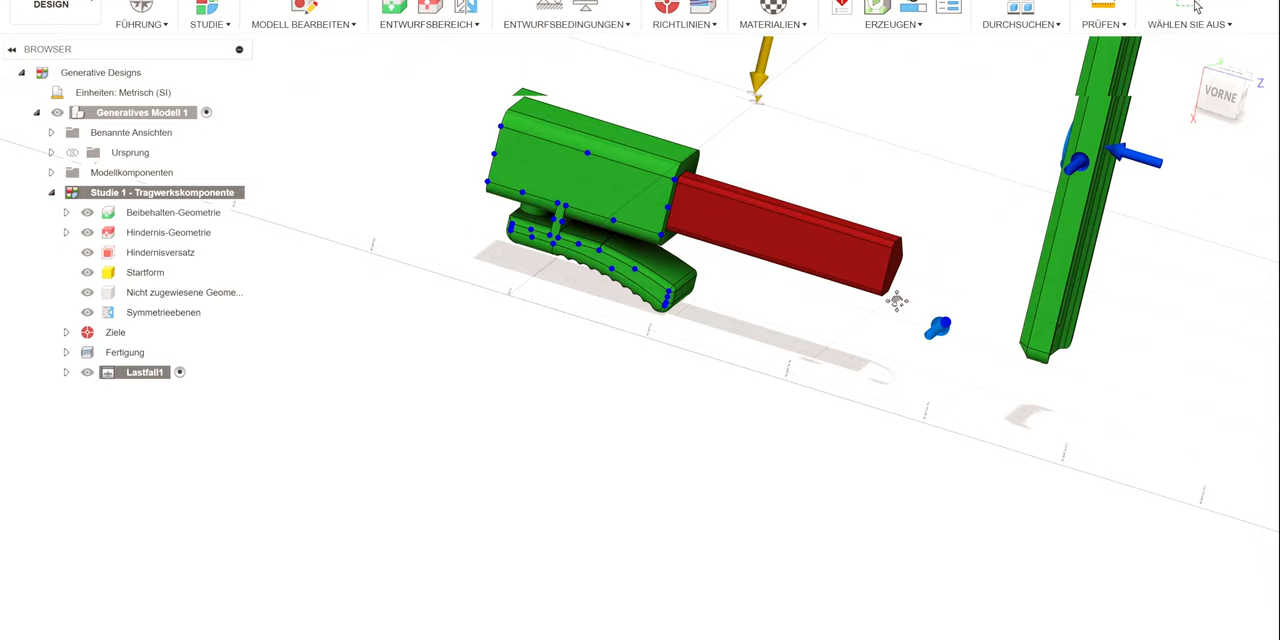 DESIGN
FÜHRUNG▾ STUDIE▾ MODELL BEARBEITEN▾ ENTWURFSBEREICH▾ ENTWURFSBEDINGUNGEN▾ RICHTLINIEN▾ MATERIALIEN▾ ERZEUGEN▾ DURCHSUCHEN▾ PRÜFEN▾ WÄHLEN SIE AUS▾
BROWSER
Generative Designs
Einheiten: Metrisch (SI)
Generatives Modell 1
Benannte Ansichten
Ursprung
Modellkomponenten
Studie 1 - Tragwerkskomponente
Beibehalten-Geometrie
Hindernis-Geometrie
Hindernisversatz
Startform
Nicht zugewiesene Geome...
Symmetrieebenen
Ziele
Fertigung
Lastfall1
VORNE
Y
Z
X